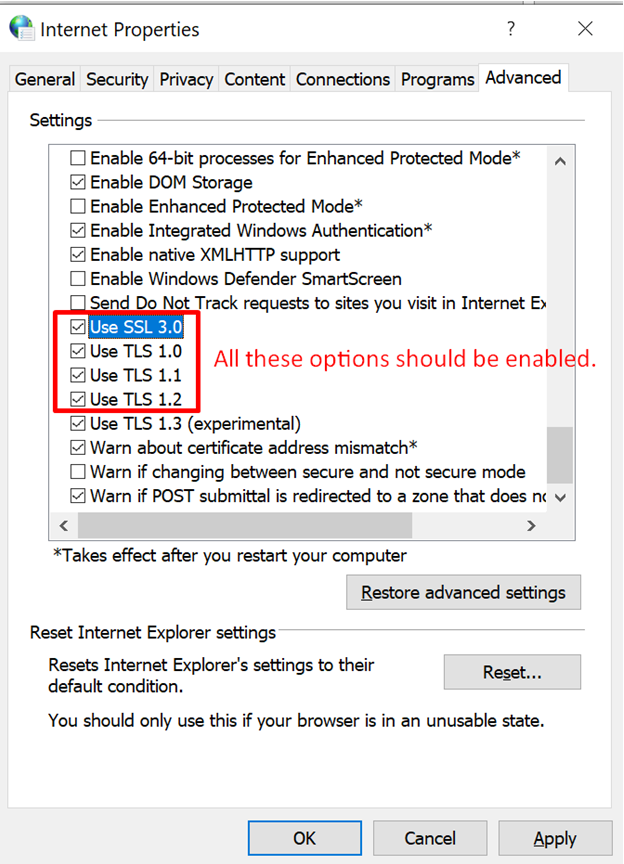 Internet Properties
?
General Security Privacy Content Connections Programs Advanced
Settings
Enable 64-bit processes for Enhanced Protected Mode*
Enable DOM Storage
Enable Enhanced Protected Mode*
Enable Integrated Windows Authentication*
Enable native XMLHTTP support
Enable Windows Defender SmartScreen
Send Do Not Track requests to sites you visit in Internet Ex
Use SSL 3.0
Use TLS 1.0
All these options should be enabled.
Use TLS 1.1
Use TLS 1.2
Use TLS 1.3 (experimental)
Warn about certificate address mismatch*
Warn if changing between secure and not secure mode
Warn if POST submittal is redirected to a zone that does no
*Takes effect after you restart your computer
Restore advanced settings
Reset Internet Explorer settings
Resets Internet Explorer's settings to their
default condition.
Reset...
You should only use this if your browser is in an unusable state.
OK Cancel Apply